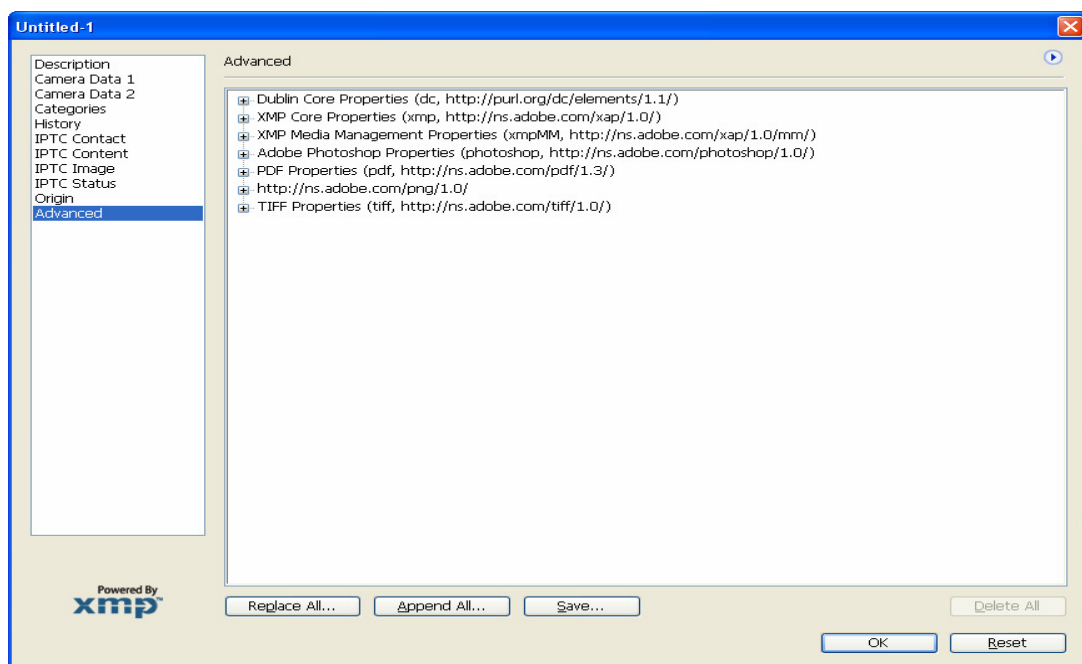 Untitled-1
Description
Camera Data 1
Camera Data 2
Categories
History
IPTC Contact
IPTC Content
IPTC Image
IPTC Status
Origin
Advanced
Powered By
xmp™
Advanced
Dublin Core Properties (dc, http://purl.org/dc/elements/1.1/)
XMP Core Properties (xmp, http://ns.adobe.com/xap/1.0/)
XMP Media Management Properties (xmpMM, http://ns.adobe.com/xap/1.0/mm/)
Adobe Photoshop Properties (photoshop, http://ns.adobe.com/photoshop/1.0/)
PDF Properties (pdf, http://ns.adobe.com/pdf/1.3/)
http://ns.adobe.com/png/1.0/
TIFF Properties (tiff, http://ns.adobe.com/tiff/1.0/)
Replace All... Append All... Save... Delete All
OK Reset